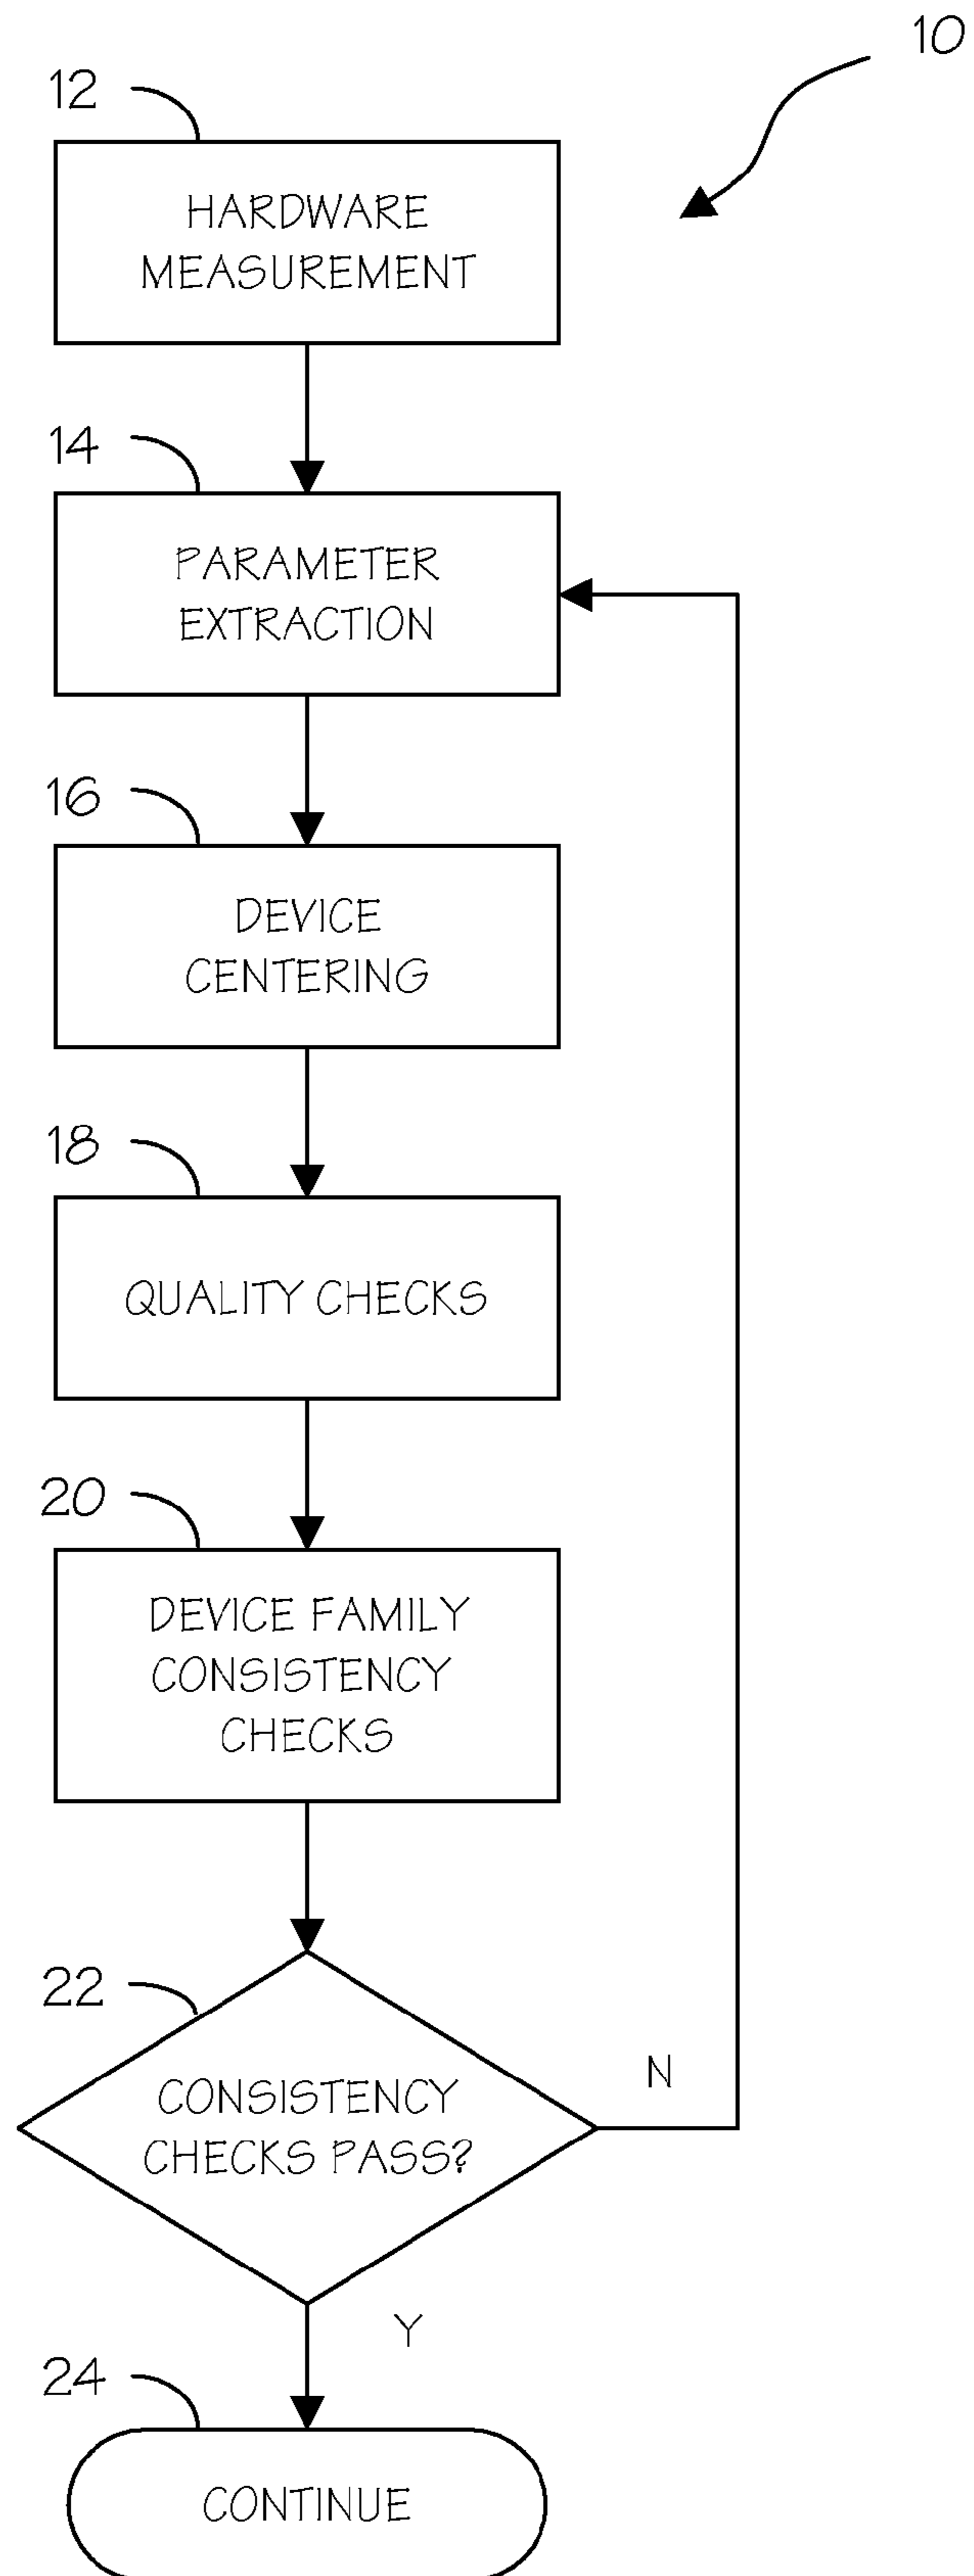 10
12
HARDWARE
MEASUREMENT
14
PARAMETER
EXTRACTION
16
DEVICE
CENTERING
18
QUALITY CHECKS
20
DEVICE FAMILY
CONSISTENCY
CHECKS
22
CONSISTENCY
CHECKS PASS?
N
Y
24
CONTINUE